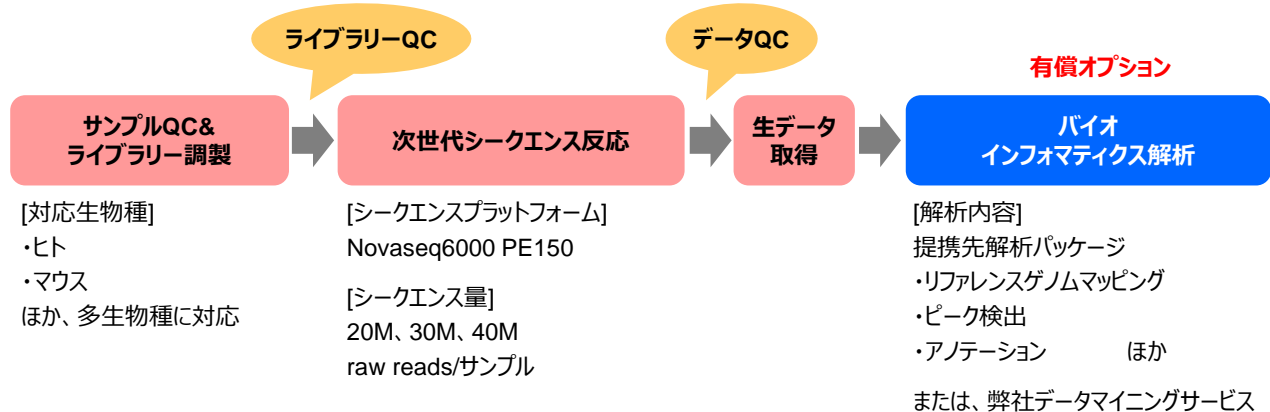 ライブラリーQC
データQC
有償オプション
サンプルQC&
ライブラリー調製
次世代シークエンス反応
生データ
取得
バイオ
インフォマティクス解析
[対応生物種]
・ヒト
・マウス
ほか、多生物種に対応
[シークエンスプラットフォーム]
Novaseq6000 PE150
[シークエンス量]
20M、30M、40M
raw reads/サンプル
[解析内容]
提携先解析パッケージ
・リファレンスゲノムマッピング
・ピーク検出
・アノテーション ほか
または、弊社データマイニングサービス